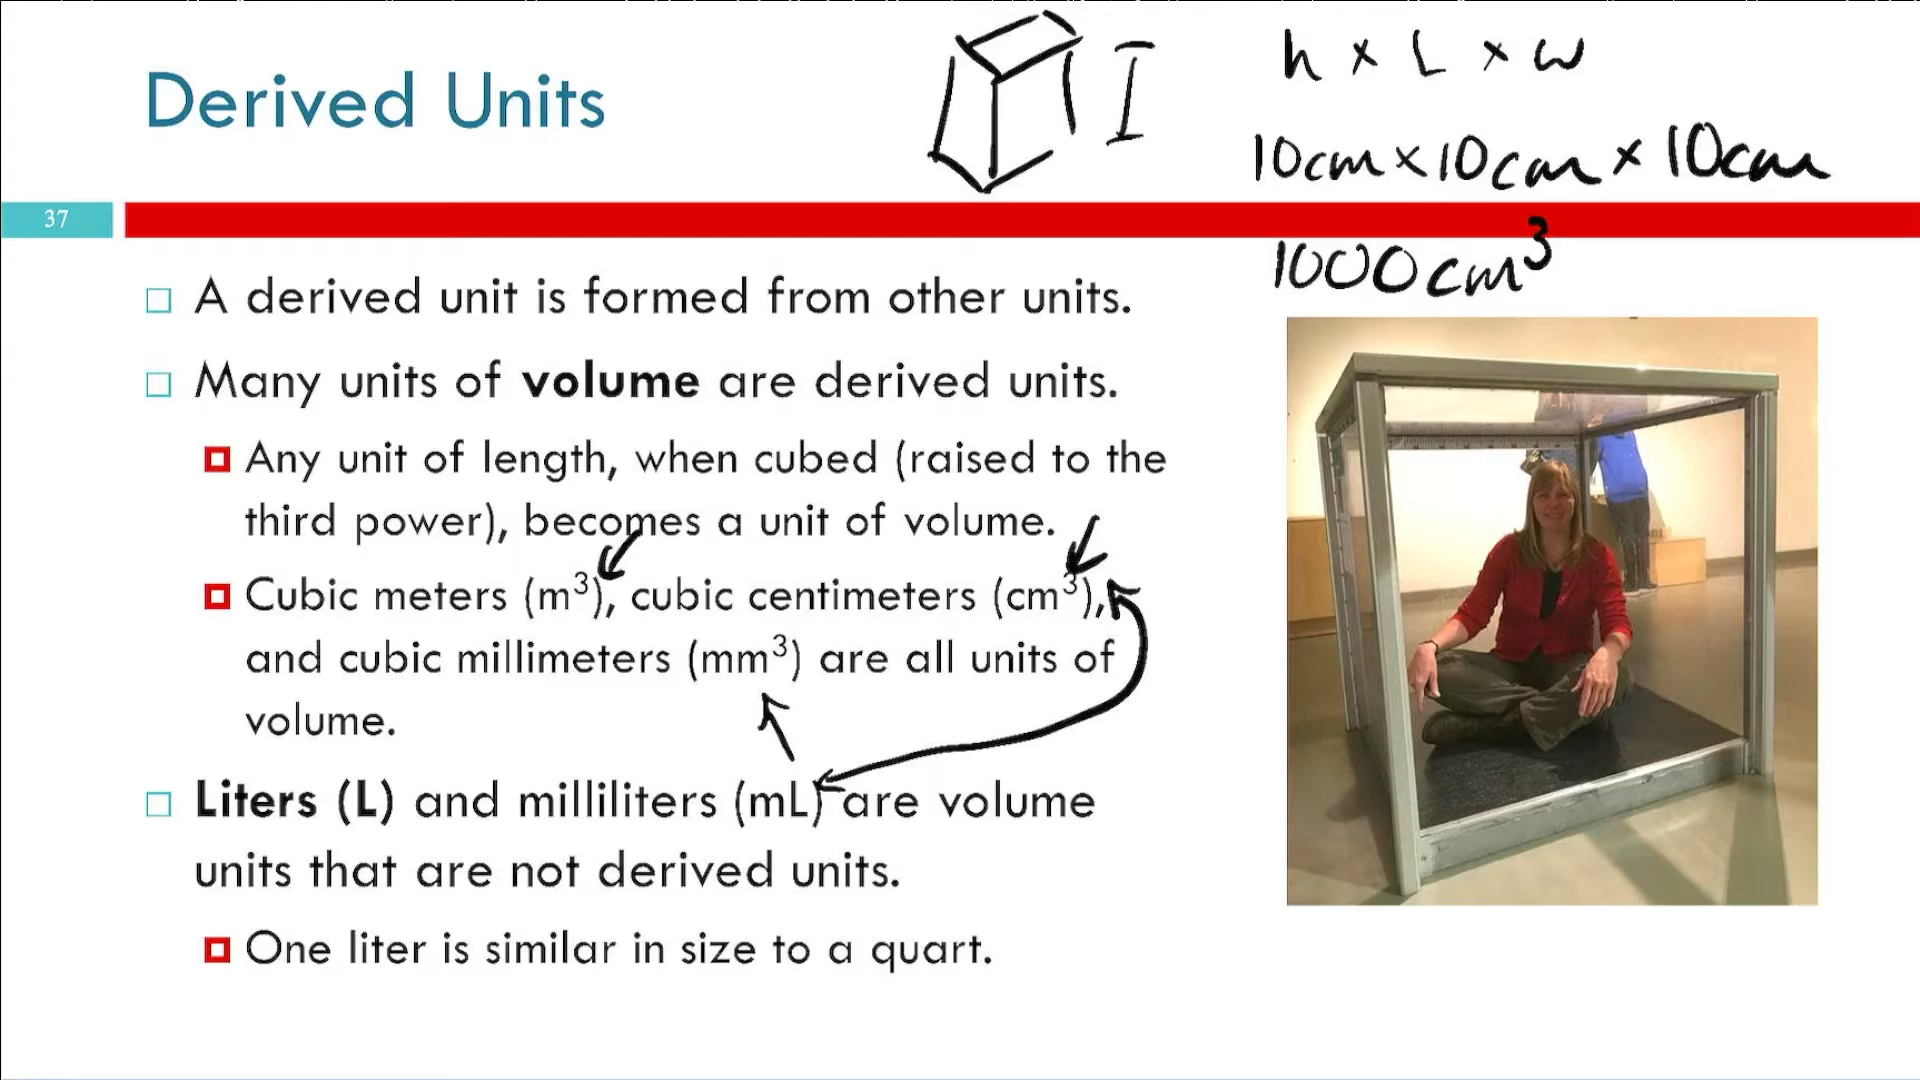 Derived Units
h x L x w
10cm x 10cm x 10cm
37
1000cm³
A derived unit is formed from other units.
Many units of volume are derived units.
Any unit of length, when cubed (raised to the
third power), becomes a unit of volume.
Cubic meters (m³), cubic centimeters (cm³),
and cubic millimeters (mm³) are all units of
volume.
Liters (L) and milliliters (mL) are volume
units that are not derived units.
One liter is similar in size to a quart.